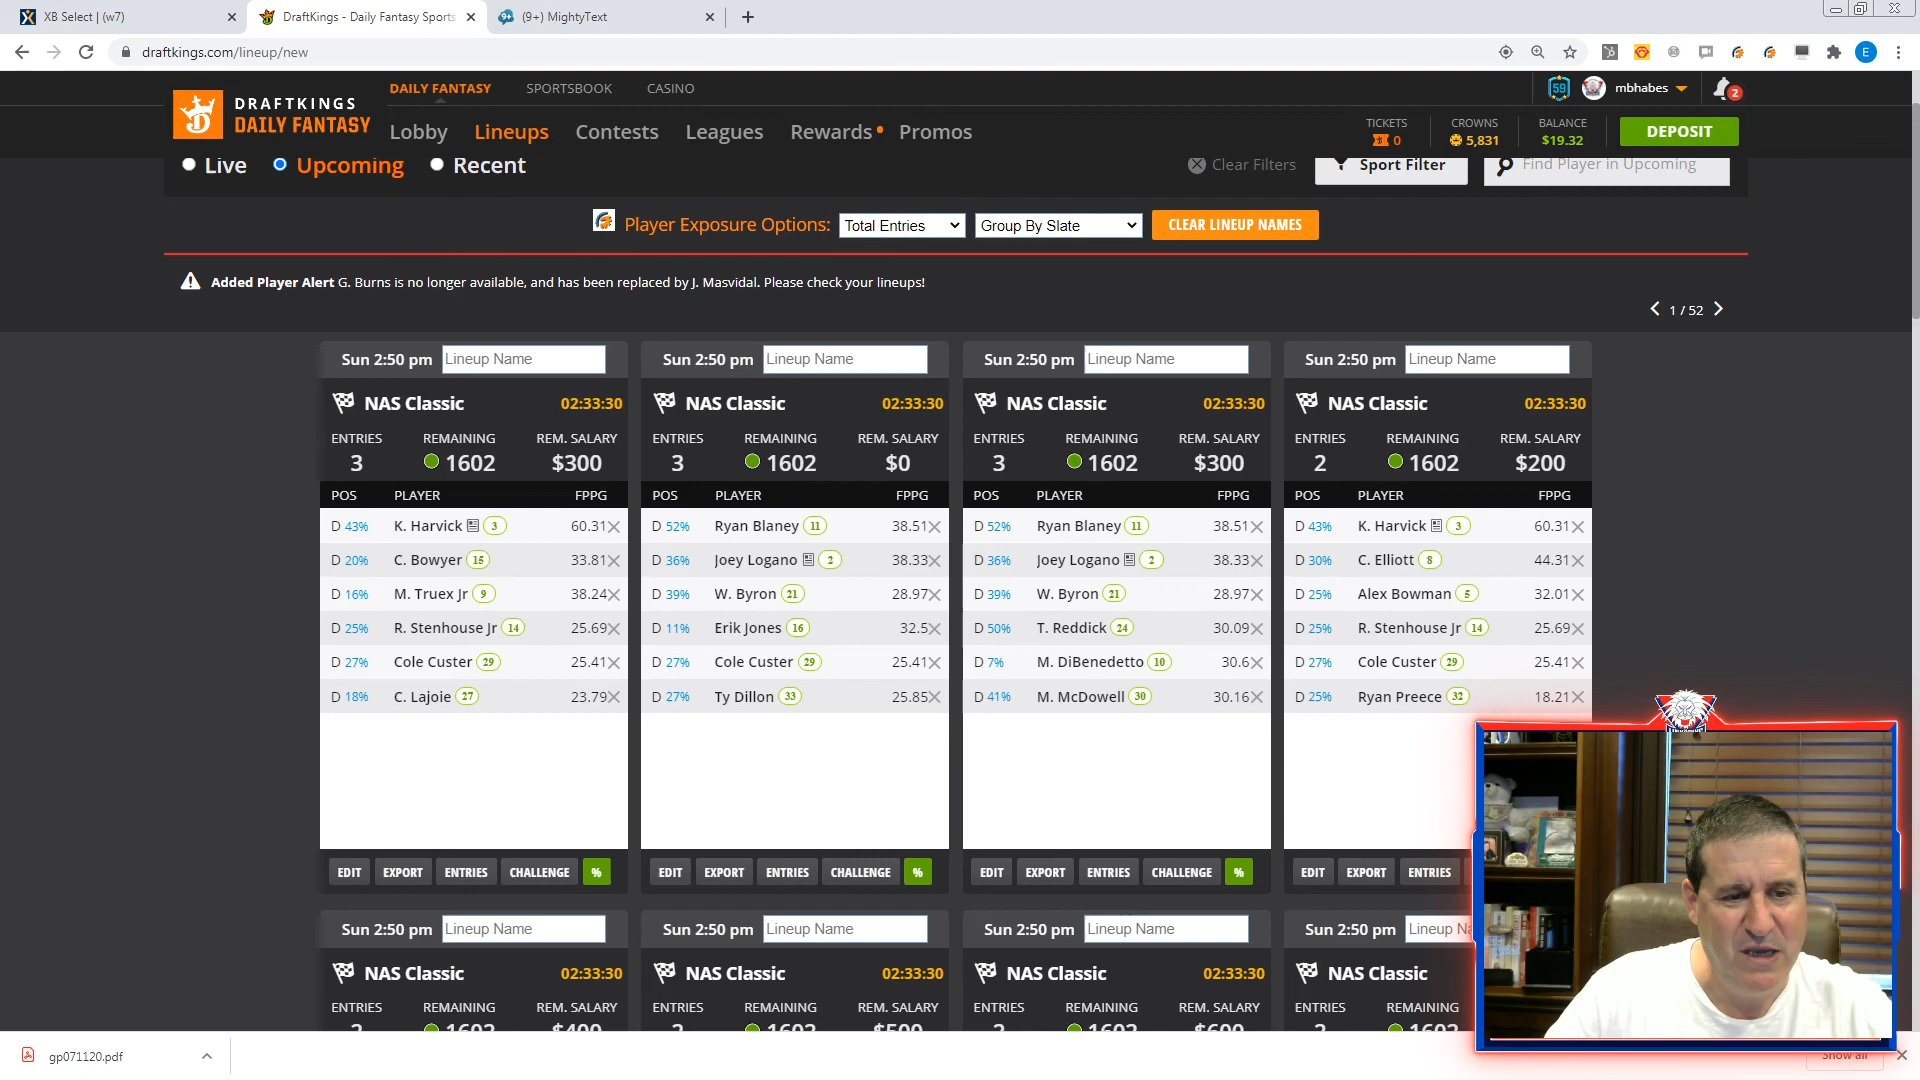 XB Select | (w7)
DraftKings - Daily Fantasy Sports
(9+) MightyText
draftkings.com/lineup/new
E
DRAFTKINGS
DAILY FANTASY
DAILY FANTASY SPORTSBOOK CASINO
59 mbhabes 2
Lobby Lineups Contests Leagues Rewards Promos
TICKETS 0
CROWNS 5,831
BALANCE $19.32
DEPOSIT
Live Upcoming Recent
Clear Filters Sport Filter Find Player in Upcoming
Player Exposure Options: Total Entries Group By Slate CLEAR LINEUP NAMES
Added Player Alert G. Burns is no longer available, and has been replaced by J. Masvidal. Please check your lineups!
1 / 52
Sun 2:50 pm Lineup Name
NAS Classic 02:33:30
ENTRIES REMAINING REM. SALARY
3 1602 $300
POS PLAYER FPPG
D 43% K. Harvick 3 60.31
D 20% C. Bowyer 15 33.81
D 16% M. Truex Jr 9 38.24
D 25% R. Stenhouse Jr 14 25.69
D 27% Cole Custer 29 25.41
D 18% C. Lajoie 27 23.79
EDIT EXPORT ENTRIES CHALLENGE %
Sun 2:50 pm Lineup Name
NAS Classic 02:33:30
ENTRIES REMAINING REM. SALARY
3 1602 $0
POS PLAYER FPPG
D 52% Ryan Blaney 11 38.51
D 36% Joey Logano 2 38.33
D 39% W. Byron 21 28.97
D 11% Erik Jones 16 32.5
D 27% Cole Custer 29 25.41
D 27% Ty Dillon 33 25.85
EDIT EXPORT ENTRIES CHALLENGE %
Sun 2:50 pm Lineup Name
NAS Classic 02:33:30
ENTRIES REMAINING REM. SALARY
3 1602 $300
POS PLAYER FPPG
D 52% Ryan Blaney 11 38.51
D 36% Joey Logano 2 38.33
D 39% W. Byron 21 28.97
D 50% T. Reddick 24 30.09
D 7% M. DiBenedetto 10 30.6
D 41% M. McDowell 30 30.16
EDIT EXPORT ENTRIES CHALLENGE %
Sun 2:50 pm Lineup Name
NAS Classic 02:33:30
ENTRIES REMAINING REM. SALARY
2 1602 $200
POS PLAYER FPPG
D 43% K. Harvick 3 60.31
D 30% C. Elliott 8 44.31
D 25% Alex Bowman 5 32.01
D 25% R. Stenhouse Jr 14 25.69
D 27% Cole Custer 29 25.41
D 25% Ryan Preece 32 18.21
EDIT EXPORT ENTRIES
Sun 2:50 pm Lineup Name
NAS Classic 02:33:30
ENTRIES REMAINING REM. SALARY
2 1602 $400
Sun 2:50 pm Lineup Name
NAS Classic 02:33:30
ENTRIES REMAINING REM. SALARY
2 1602 $500
Sun 2:50 pm Lineup Name
NAS Classic 02:33:30
ENTRIES REMAINING REM. SALARY
2 1602 $600
Sun 2:50 pm Lineup Na
NAS Classic
ENTRIES REMAINING
2 1602
gp071120.pdf
Show all